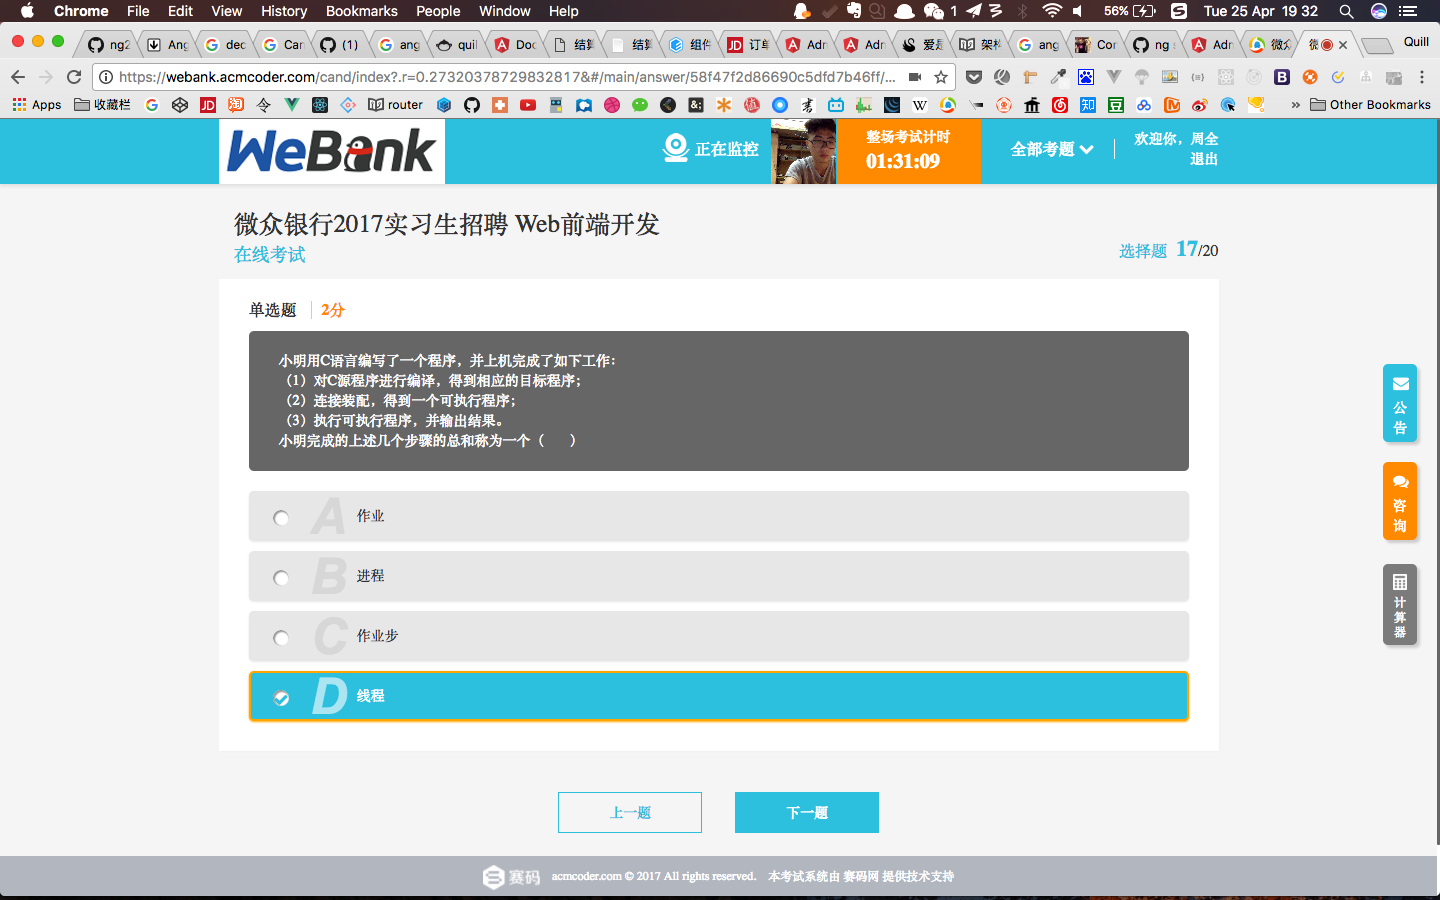 Chrome File Edit View History Bookmarks People Window Help 1 56% Tue 25 Apr 19 32
ng2 Ang dec Car (1) ang quil Doc 结算 结算 组件 订单 Adr Adr 爱是 架构 ang Cor ng s Adr 微众 微 Quill
https://webank.acmcoder.com/cand/index?.r=0.27320378729832817&#/main/answer/58f47f2d86690c5dfd7b46ff/...
Apps 收藏栏 router Other Bookmarks
WeBank
正在监控
整场考试计时
01:31:09
全部考题
欢迎你，周全
退出
微众银行2017实习生招聘 Web前端开发
在线考试
选择题 17/20
单选题 2分
小明用C语言编写了一个程序，并上机完成了如下工作：
（1）对C源程序进行编译，得到相应的目标程序；
（2）连接装配，得到一个可执行程序；
（3）执行可执行程序，并输出结果。
小明完成的上述几个步骤的总和称为一个（ ）
A 作业
B 进程
C 作业步
D 线程
公告
咨询
计算器
上一题
下一题
赛码 acmcoder.com © 2017 All rights reserved. 本考试系统由 赛码网 提供技术支持